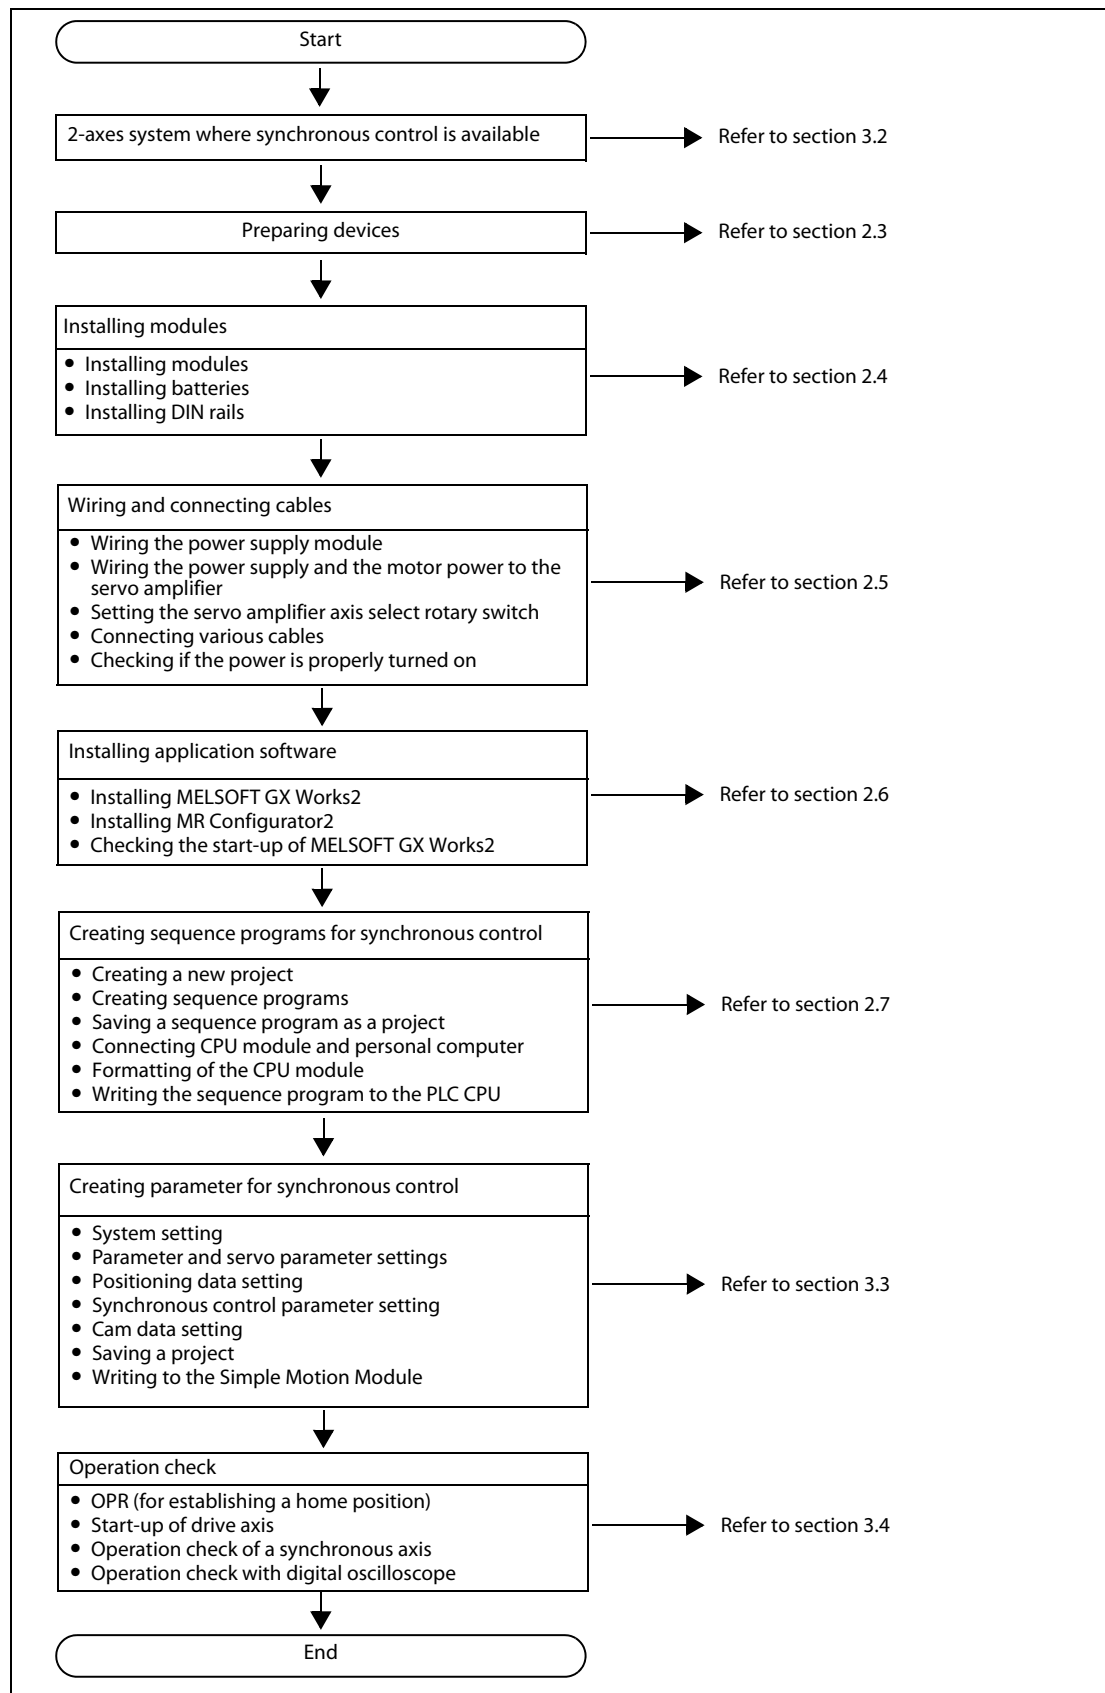 Start
2-axes system where synchronous control is available
Refer to section 3.2
Preparing devices
Refer to section 2.3
Installing modules
• Installing modules
• Installing batteries
• Installing DIN rails
Refer to section 2.4
Wiring and connecting cables
• Wiring the power supply module
• Wiring the power supply and the motor power to the
servo amplifier
• Setting the servo amplifier axis select rotary switch
• Connecting various cables
• Checking if the power is properly turned on
Refer to section 2.5
Installing application software
• Installing MELSOFT GX Works2
• Installing MR Configurator2
• Checking the start-up of MELSOFT GX Works2
Refer to section 2.6
Creating sequence programs for synchronous control
• Creating a new project
• Creating sequence programs
• Saving a sequence program as a project
• Connecting CPU module and personal computer
• Formatting of the CPU module
• Writing the sequence program to the PLC CPU
Refer to section 2.7
Creating parameter for synchronous control
• System setting
• Parameter and servo parameter settings
• Positioning data setting
• Synchronous control parameter setting
• Cam data setting
• Saving a project
• Writing to the Simple Motion Module
Refer to section 3.3
Operation check
• OPR (for establishing a home position)
• Start-up of drive axis
• Operation check of a synchronous axis
• Operation check with digital oscilloscope
Refer to section 3.4
End